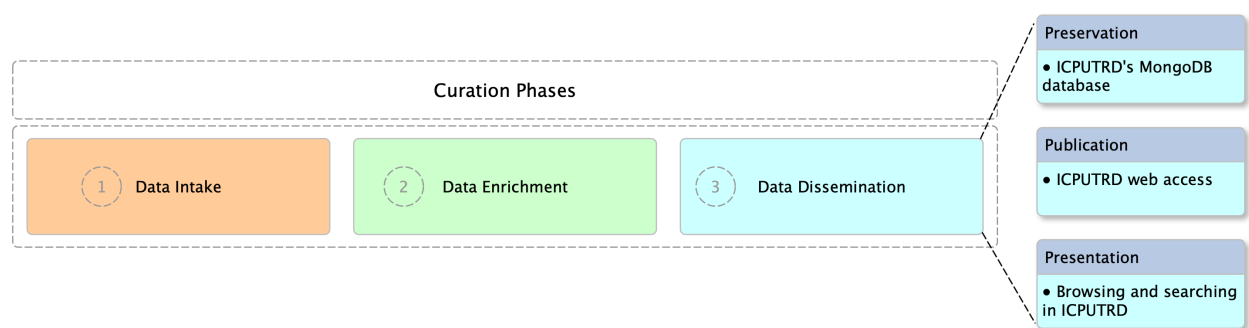 Curation Phases
1 Data Intake
2 Data Enrichment
3 Data Dissemination
Preservation
● ICPUTRD's MongoDB
database
Publication
● ICPUTRD web access
Presentation
● Browsing and searching
in ICPUTRD